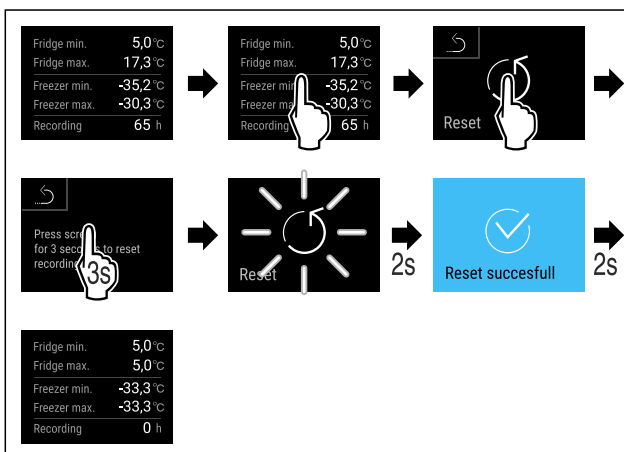 Fridge min. 5,0°C
Fridge max. 17,3°C
Freezer min. -35,2°C
Freezer max. -30,3°C
Recording 65 h
Fridge min. 5,0°C
Fridge max. 17,3°C
Freezer min. -35,2°C
Freezer -30,3°C
Recording 65 h
Reset
Press
for 3 to reset
3s
Reset
2s
Reset succesfull
2s
Fridge min. 5,0°C
Fridge max. 5,0°C
Freezer min. -33,3°C
Freezer max. -33,3°C
Recording 0 h